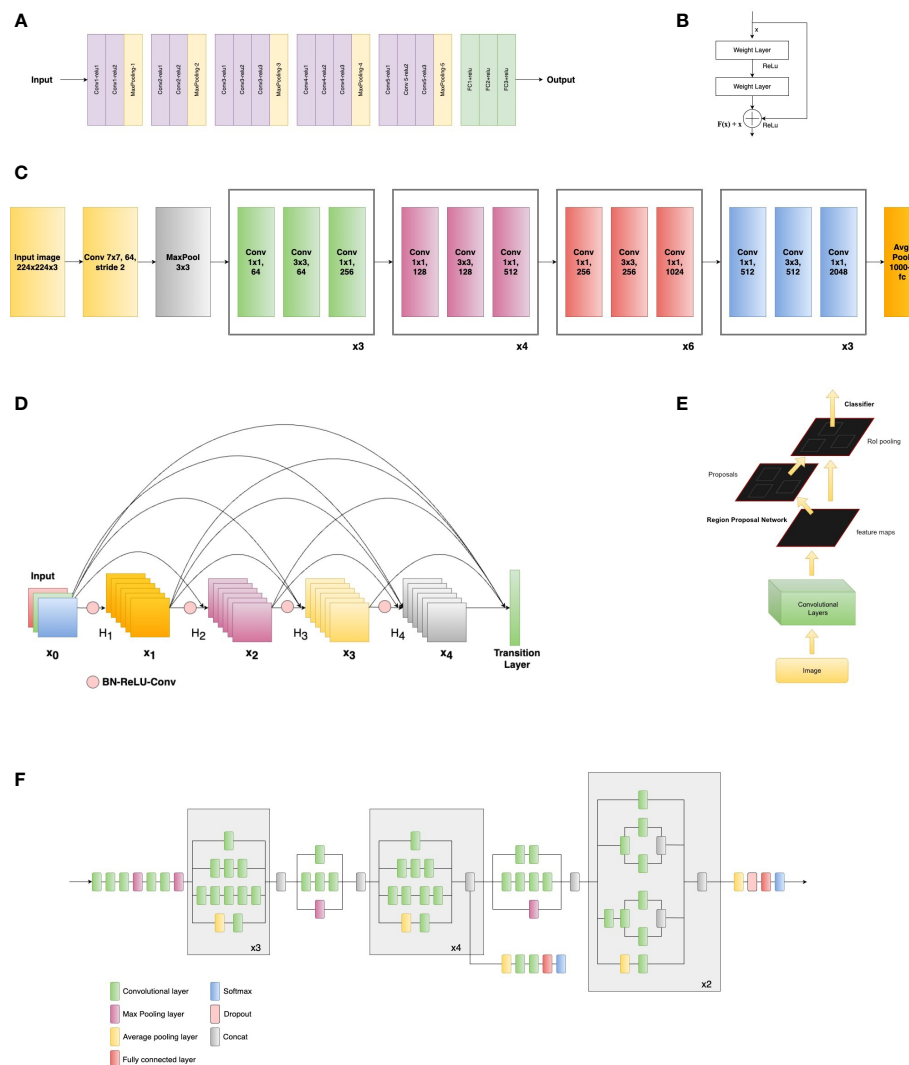 A
Input
Conv1-relu1
Conv1-relu2
MaxPooling-1
Conv2-relu1
Conv2-relu2
MaxPooling-2
Conv3-relu1
Conv3-relu2
Conv3-relu3
MaxPooling-3
Conv4-relu1
Conv4-relu2
Conv4-relu3
MaxPooling-4
Conv5-relu1
Conv 5-relu2
Conv5-relu3
MaxPooling-5
FC1+relu
FC2+relu
FC3+relu
Output
B
x
Weight Layer
ReLu
Weight Layer
F(x) + x
ReLu
C
Input image
224x224x3
Conv 7x7, 64,
stride 2
MaxPool
3x3
Conv
1x1,
64
Conv
3x3,
64
Conv
1x1,
256
x3
Conv
1x1,
128
Conv
3x3,
128
Conv
1x1,
512
x4
Conv
1x1,
256
Conv
3x3,
256
Conv
1x1,
1024
x6
Conv
1x1,
512
Conv
3x3,
512
Conv
1x1,
2048
x3
Avg
Pool
1000-
fc
D
Input
x0
H1
x1
H2
x2
H3
x3
H4
x4
Transition
Layer
BN-ReLU-Conv
E
Classifier
RoI pooling
Proposals
Region Proposal Network
feature maps
Convolutional
Layers
Image
F
x3
x4
x2
Convolutional layer
Max Pooling layer
Average pooling layer
Fully connected layer
Softmax
Dropout
Concat